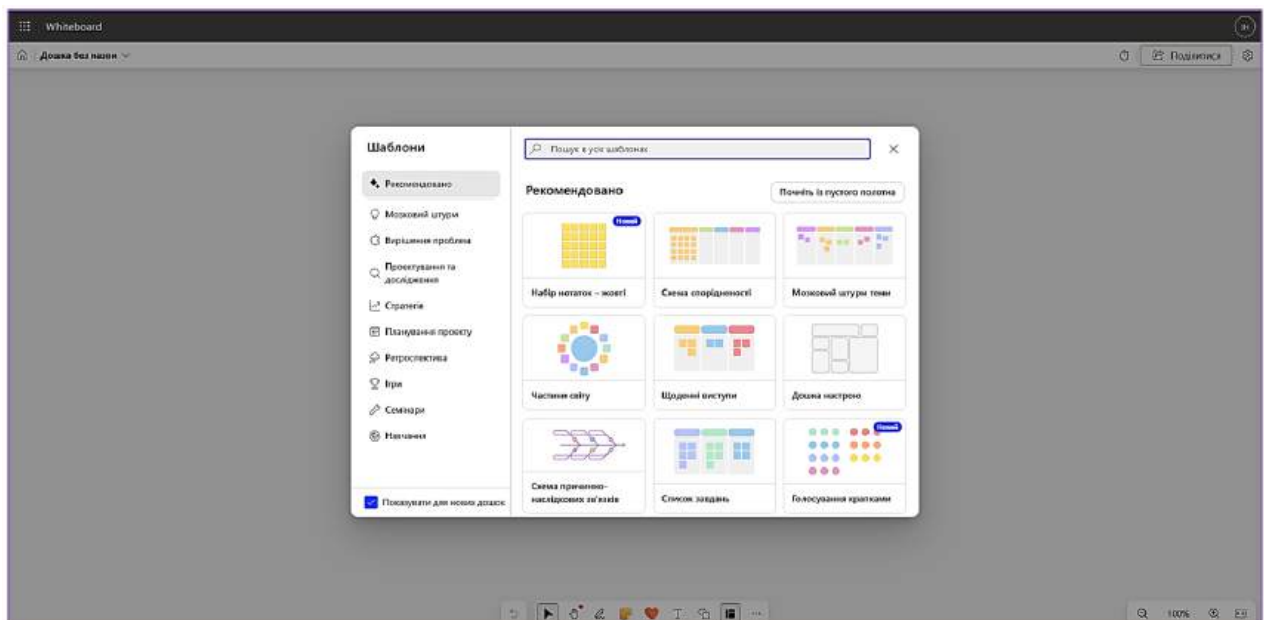 Whiteboard
Дошка без назви
Поділитися
Шаблони
Пошук в усіх шаблонах
Рекомендовано
Мозковий штурм
Вирішення проблем
Проектування та
дослідження
Стратегія
Планування проекту
Ретроспектива
Ігри
Семінари
Навчання
Показувати для нових дошок
Рекомендовано
Почніть із пустого полотна
Новий
Набір нотаток – жовті
Схема спорідненості
Мозковий штурм теми
Частини світу
Щоденні виступи
Дошка настрою
Новий
Схема причинно-
наслідкових зв'язків
Список завдань
Голосування крапками
100%